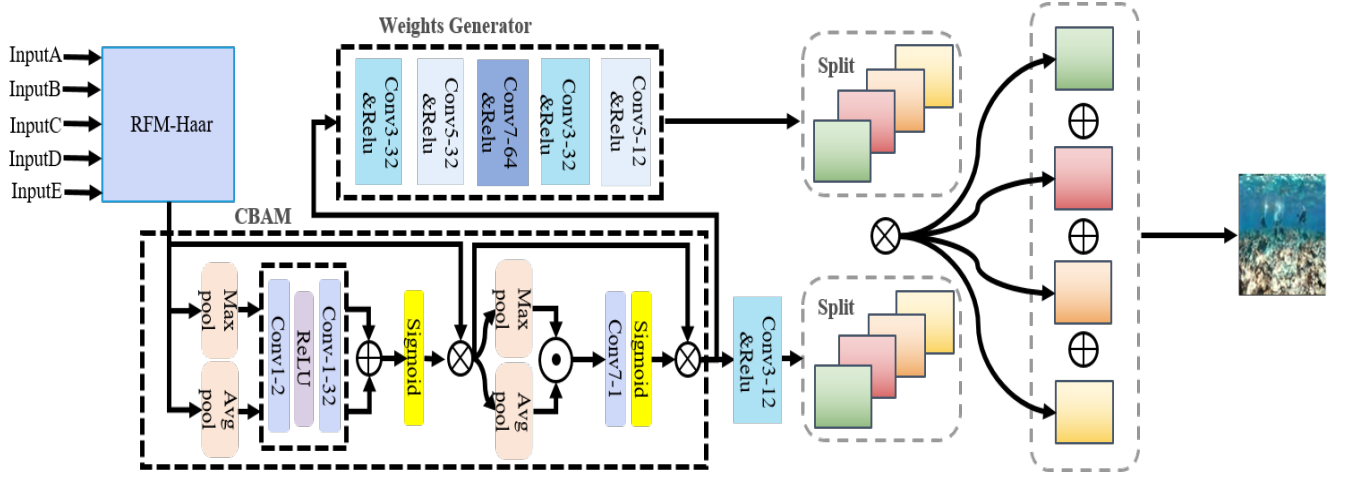 Weights Generator
InputA
InputB
InputC
InputD
InputE
RFM-Haar
Conv3-32
&Relu
Conv5-32
&Relu
Conv7-64
&Relu
Conv3-32
&Relu
Conv5-12
&Relu
Split
CBAM
Max
pool
Avg
pool
Conv1-2
ReLU
Conv-1-32
Sigmoid
Max
pool
Avg
pool
Conv7-1
Sigmoid
Conv3-12
&Relu
Split